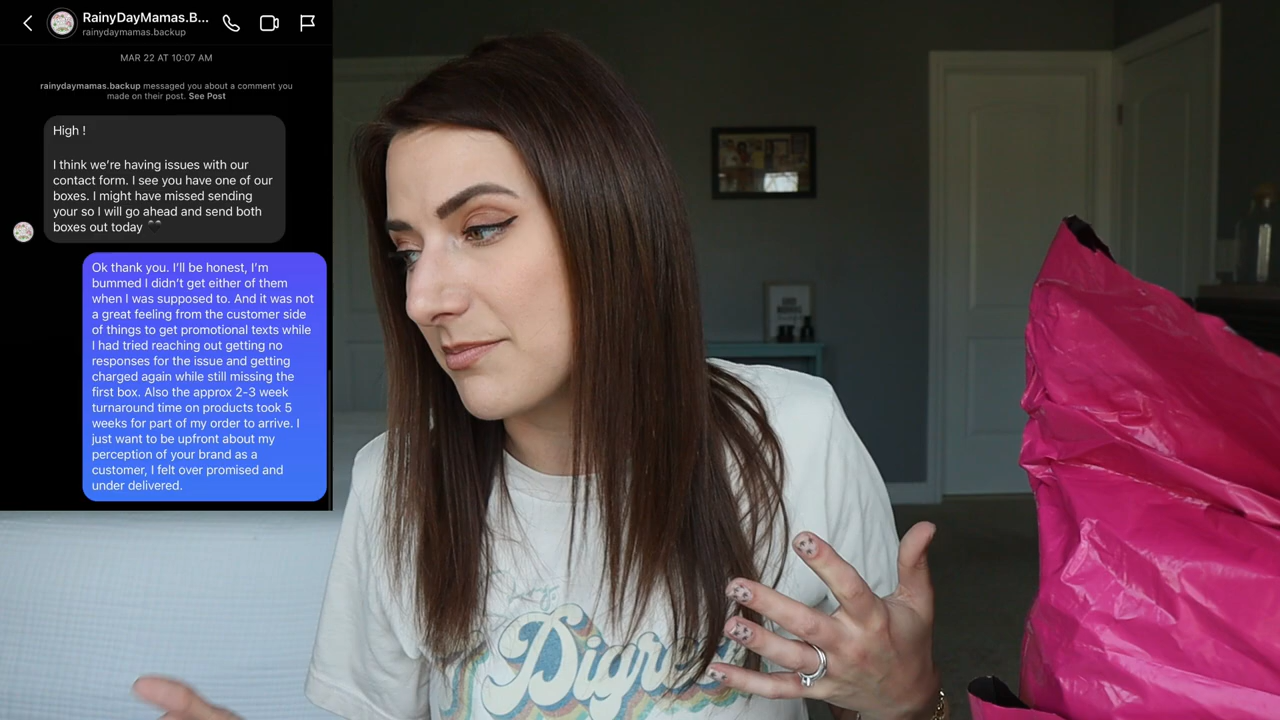 RainyDayMamas.B...
rainydaymamas.backup
MAR 22 AT 10:07 AM
rainydaymamas.backup messaged you about a comment you
made on their post. See Post
High !
I think we're having issues with our
contact form. I see you have one of our
boxes. I might have missed sending
your so I will go ahead and send both
boxes out today 🖤
Ok thank you. I'll be honest, I'm
bummed I didn't get either of them
when I was supposed to. And it was not
a great feeling from the customer side
of things to get promotional texts while
I had tried reaching out getting no
responses for the issue and getting
charged again while still missing the
first box. Also the approx 2-3 week
turnaround time on products took 5
weeks for part of my order to arrive. I
just want to be upfront about my
perception of your brand as a
customer, I felt over promised and
under delivered.